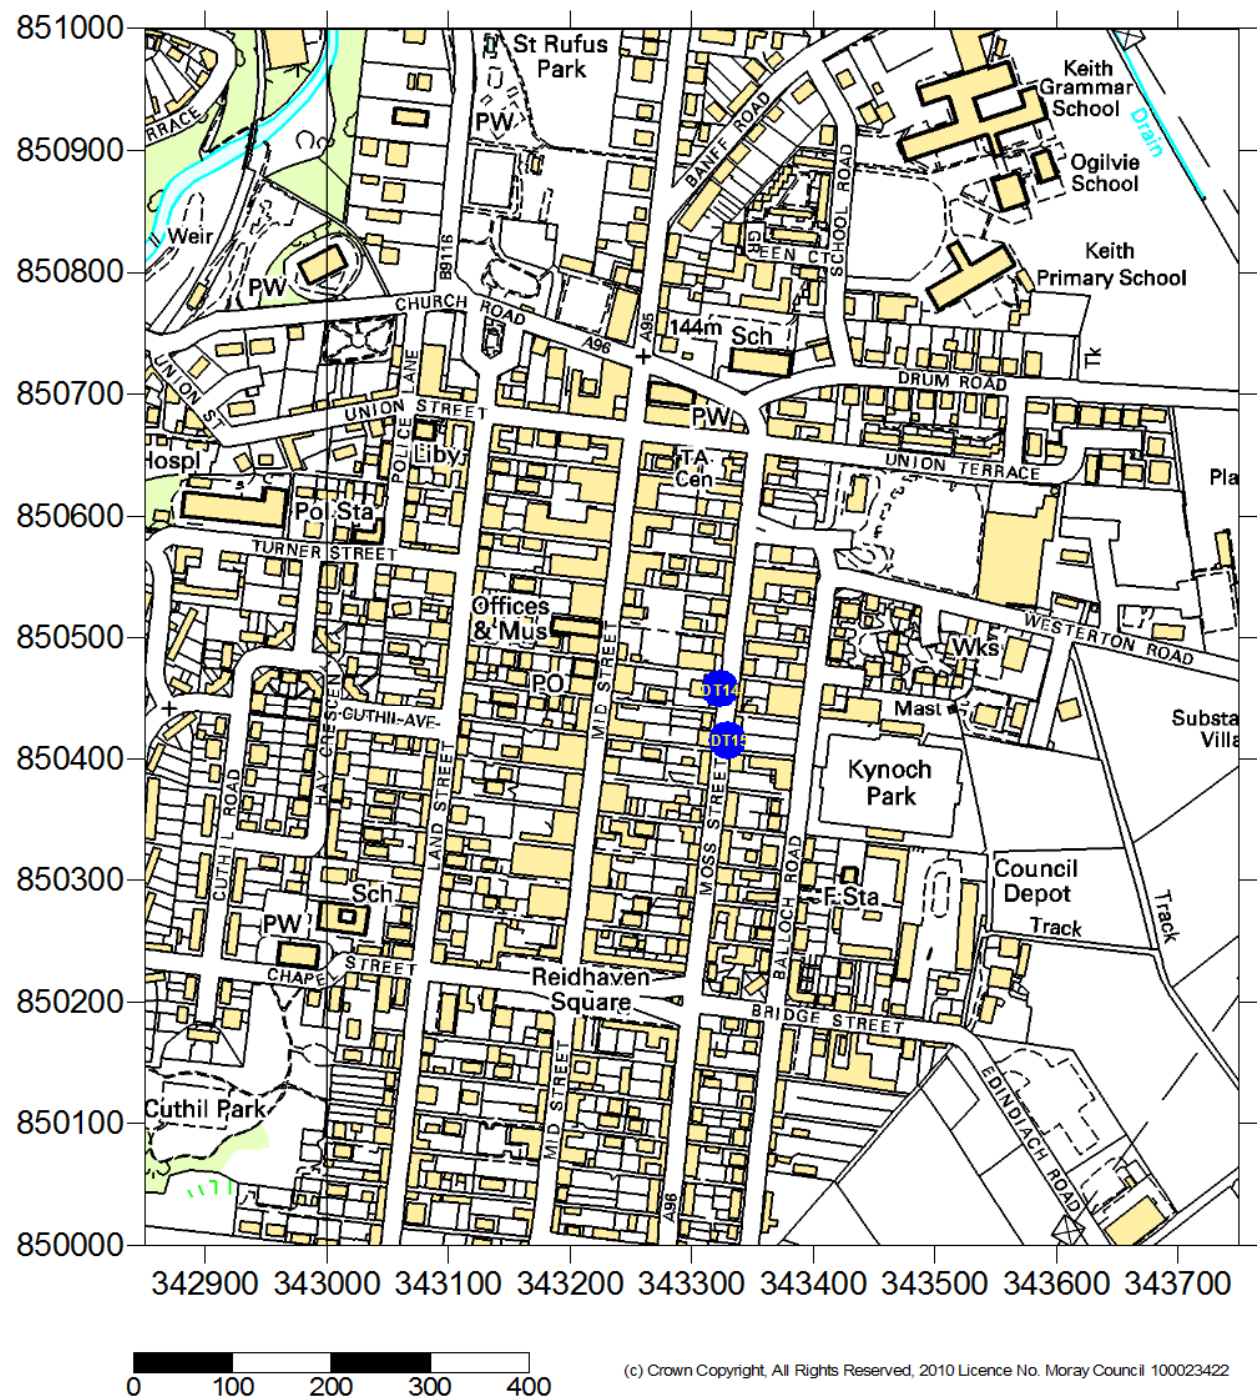 851000
850900
850800
850700
850600
850500
850400
850300
850200
850100
850000
St Rufus
Park
PW
BANFF ROAD
SCHOOL ROAD
Keith
Grammar
School
Drain
Ogilvie
School
RRACE
Weir
PW
B9116
GREEN CT
Keith
Primary School
CHURCH ROAD
A96
A95
144m
Sch
Tk
UNION ST
POLICE LANE
UNION STREET
DRUM ROAD
PW
Liby
TA
Cen
UNION TERRACE
Hospl
Pla
Pol Sta
TURNER STREET
Offices
& Mus
PO
MID STREET
WESTERTON ROAD
Wks
DT14
Mast
HAY CRESCEN
CUTHIL AVE
DT15
Substa
Villa
Kynoch
Park
CUTHIL ROAD
LAND STREET
MOSS STREET
BALLOCH ROAD
Sch
F Sta
Council
Depot
Track
Track
PW
CHAPEL STREET
Reidhaven
Square
BRIDGE STREET
MID STREET
EDINDIACH ROAD
Cuthil Park
A96
342900 343000 343100 343200 343300 343400 343500 343600 343700
0 100 200 300 400
(c) Crown Copyright, All Rights Reserved, 2010 Licence No. Moray Council 100023422